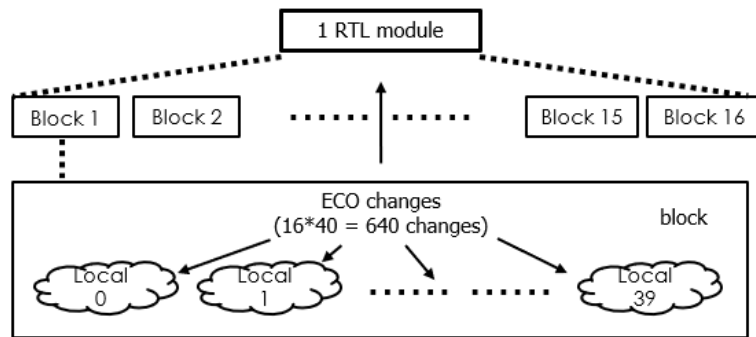 1 RTL module
Block 1
Block 2
Block 15
Block 16
ECO changes
(16*40 = 640 changes)
block
Local
0
Local
1
Local
39